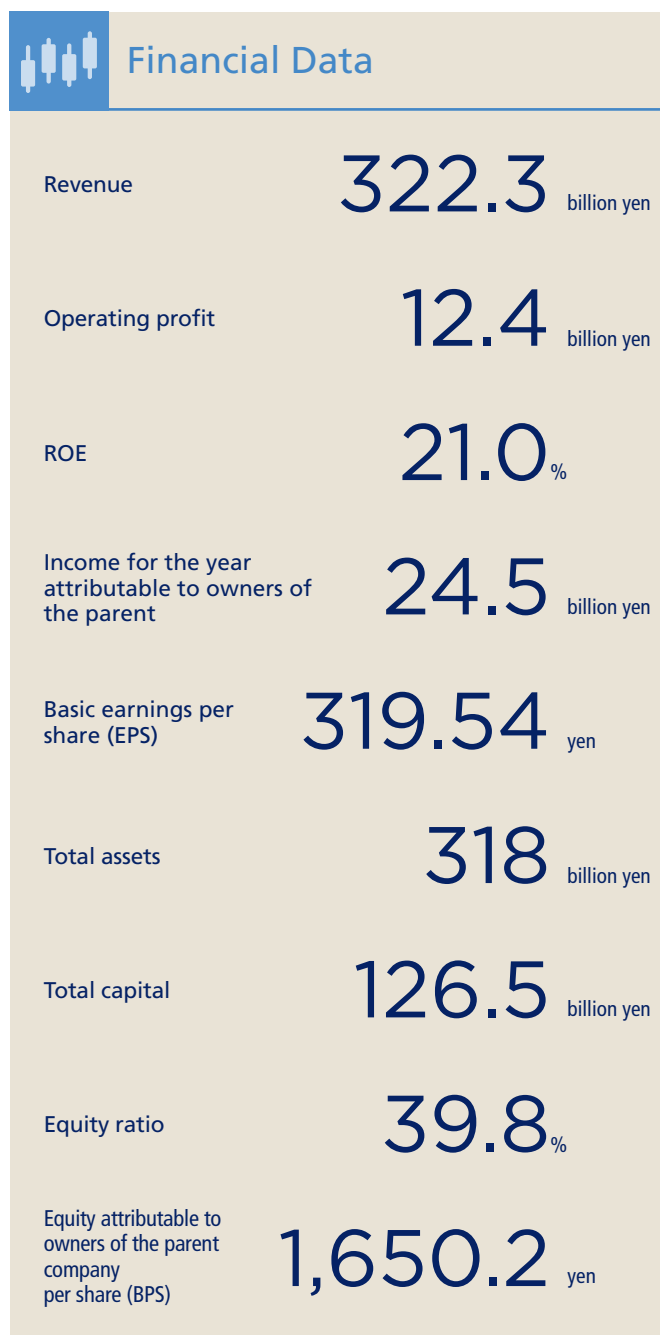 Financial Data
Revenue
322.3 billion yen
Operating profit
12.4 billion yen
ROE
21.0 %
Income for the year
attributable to owners of
the parent
24.5 billion yen
Basic earnings per
share (EPS)
319.54 yen
Total assets
318 billion yen
Total capital
126.5 billion yen
Equity ratio
39.8 %
Equity attributable to
owners of the parent
company
per share (BPS)
1,650.2 yen